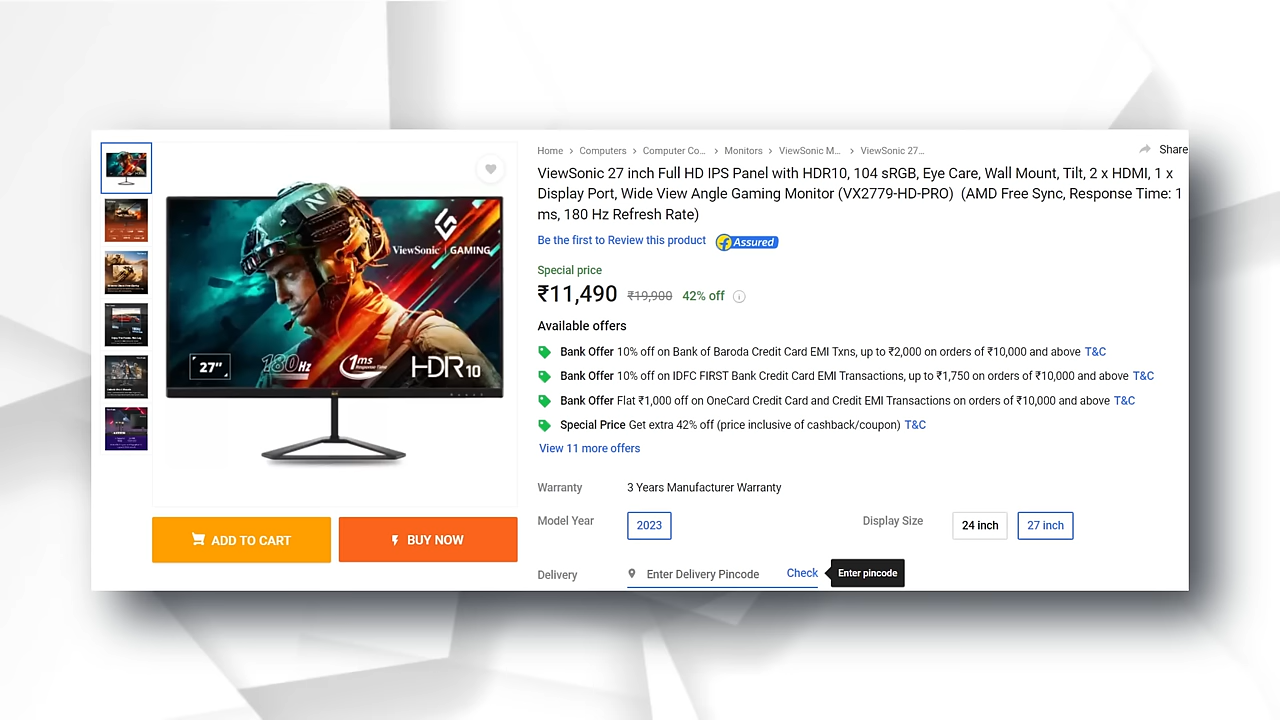 Home > Computers > Computer Co... > Monitors > ViewSonic M... > ViewSonic 27...
Share
ViewSonic 27 inch Full HD IPS Panel with HDR10, 104 sRGB, Eye Care, Wall Mount, Tilt, 2 x HDMI, 1 x
Display Port, Wide View Angle Gaming Monitor (VX2779-HD-PRO) (AMD Free Sync, Response Time: 1
ms, 180 Hz Refresh Rate)
Be the first to Review this product
Assured
Special price
₹11,490 ₹19,900 42% off
Available offers
Bank Offer 10% off on Bank of Baroda Credit Card EMI Txns, up to ₹2,000 on orders of ₹10,000 and above T&C
Bank Offer 10% off on IDFC FIRST Bank Credit Card EMI Transactions, up to ₹1,750 on orders of ₹10,000 and above T&C
Bank Offer Flat ₹1,000 off on OneCard Credit Card and Credit EMI Transactions on orders of ₹10,000 and above T&C
Special Price Get extra 42% off (price inclusive of cashback/coupon) T&C
View 11 more offers
Warranty 3 Years Manufacturer Warranty
Model Year 2023 Display Size 24 inch 27 inch
Delivery Enter Delivery Pincode Check Enter pincode
ViewSonic | GAMING
27"
180Hz
1ms
Response Time
HDR10
ADD TO CART
BUY NOW